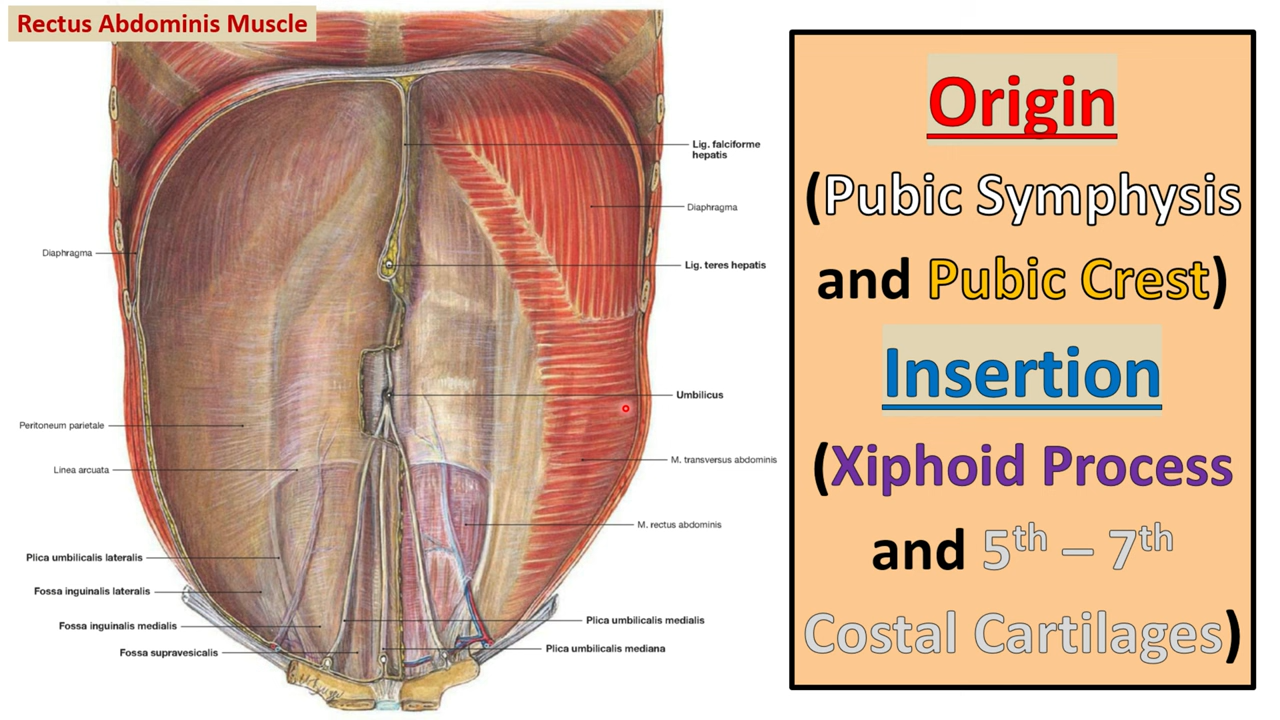 Rectus Abdominis Muscle
Lig. falciforme
hepatis
Diaphragma
Lig. teres hepatis
Diaphragma
Umbilicus
Peritoneum parietale
M. transversus abdominis
Linea arcuata
M. rectus abdominis
Plica umbilicalis lateralis
Fossa inguinalis lateralis
Fossa inguinalis medialis
Plica umbilicalis medialis
Fossa supravesicalis
Plica umbilicalis mediana
Origin
(Pubic Symphysis
and Pubic Crest)
Insertion
(Xiphoid Process
and 5th – 7th
Costal Cartilages)